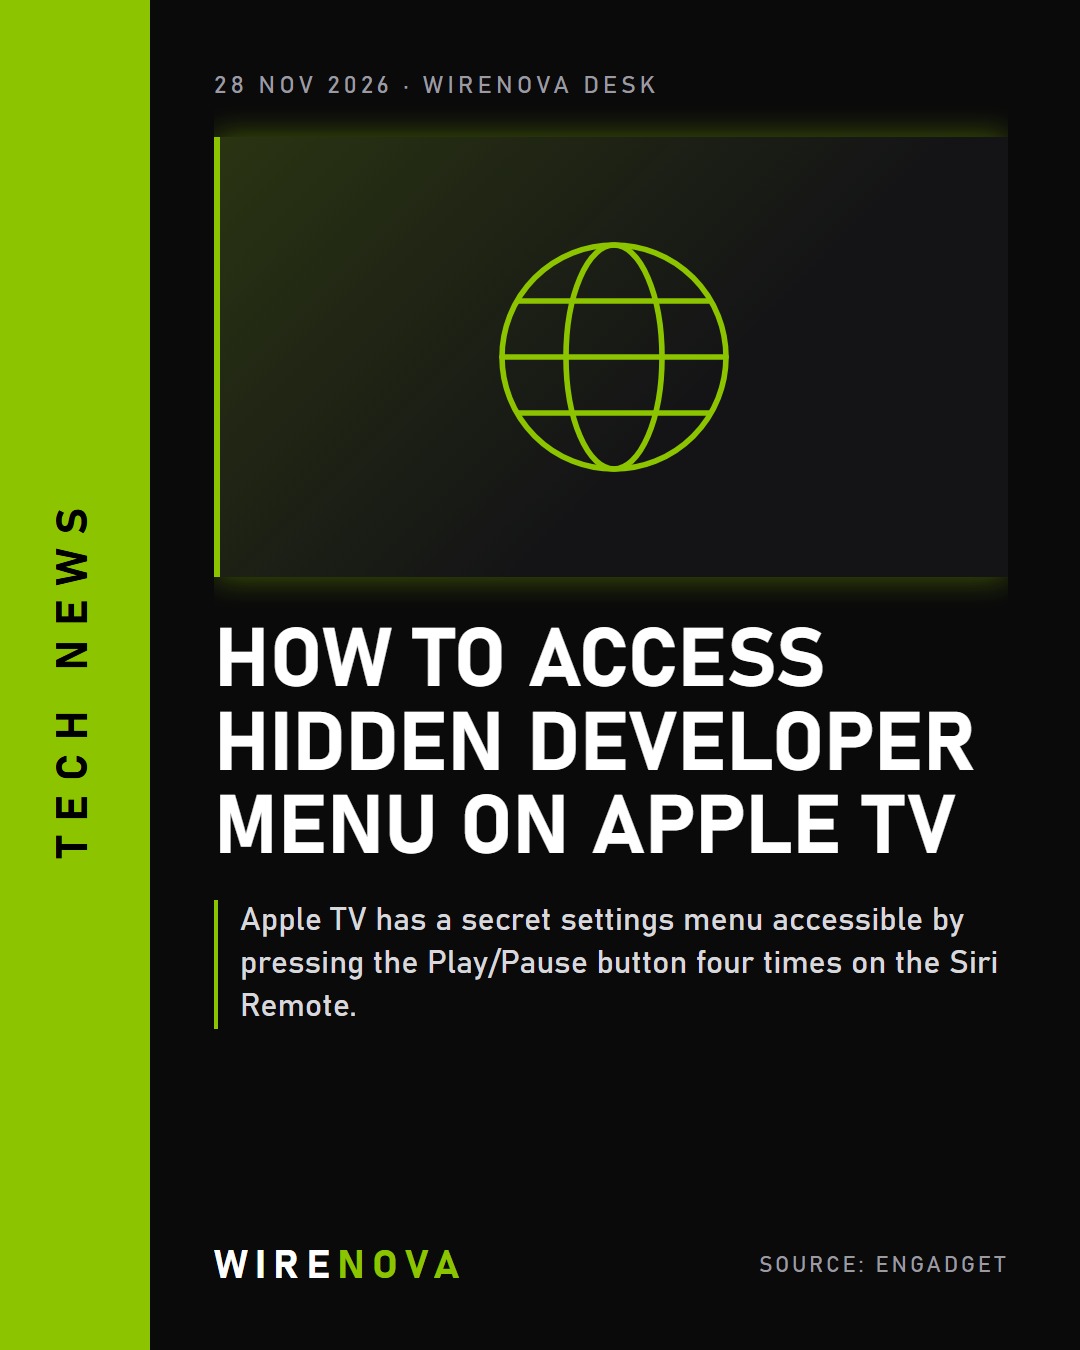 TECH NEWS
28 NOV 2026 · WIRENOVA DESK
HOW TO ACCESS
HIDDEN DEVELOPER
MENU ON APPLE TV
Apple TV has a secret settings menu accessible by
pressing the Play/Pause button four times on the Siri
Remote.
WIRENOVA
SOURCE: ENGADGET